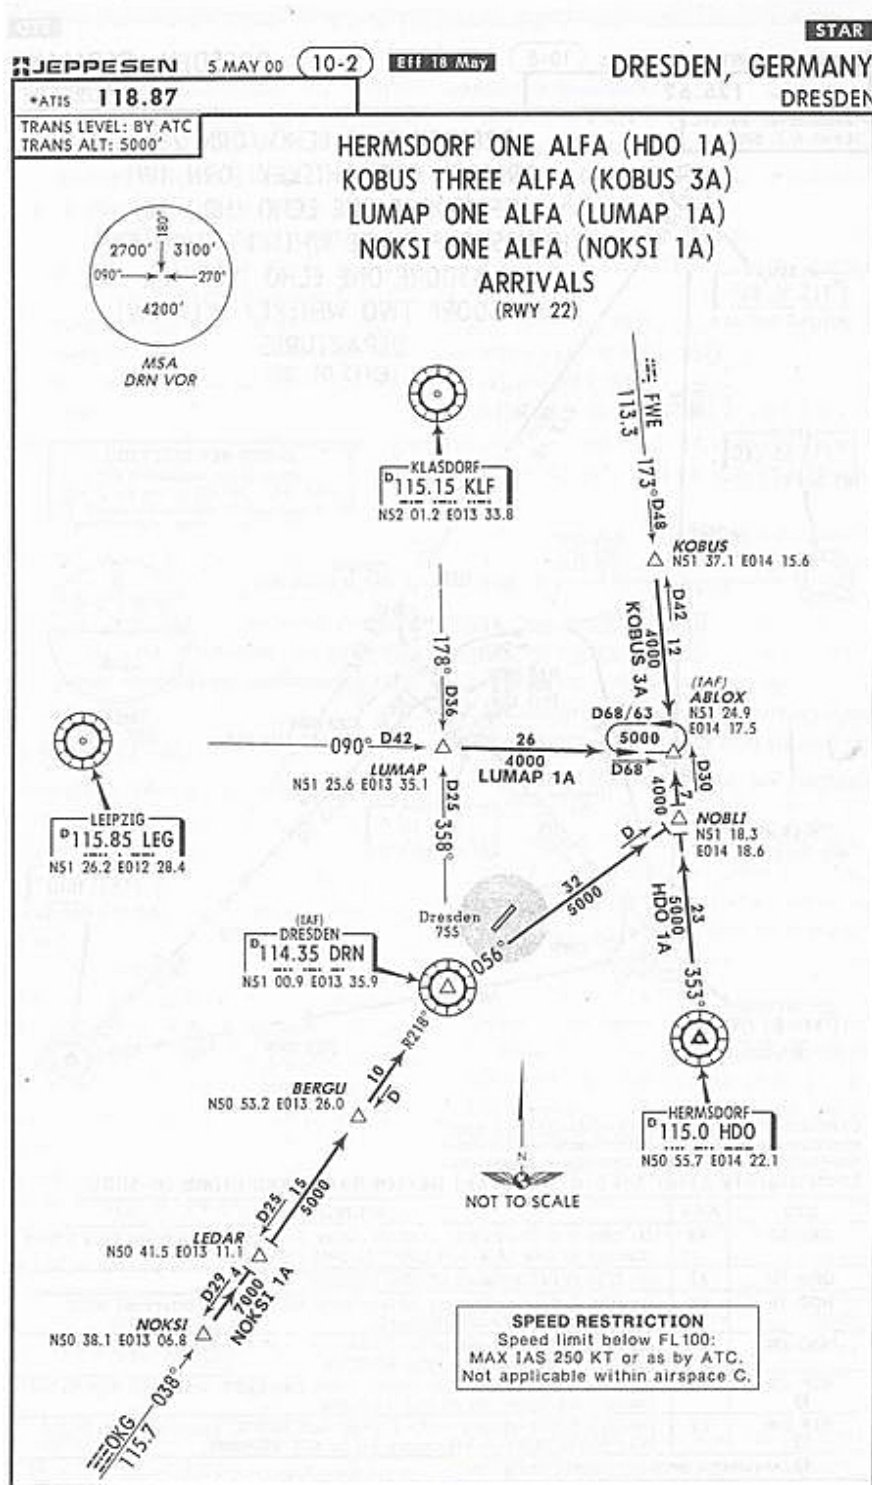 STAR
JEPPESEN 5 MAY 00 10-2 Eff 18 May
DRESDEN, GERMANY
DRESDEN
*ATIS 118.87
TRANS LEVEL: BY ATC
TRANS ALT: 5000'
HERMSDORF ONE ALFA (HDO 1A)
KOBUS THREE ALFA (KOBUS 3A)
LUMAP ONE ALFA (LUMAP 1A)
NOKSI ONE ALFA (NOKSI 1A)
ARRIVALS
(RWY 22)
180°
2700' 3100'
090° 270°
4200'
MSA
DRN VOR
FWE
113.3
173°
D48
KLASDORF
D 115.15 KLF
N52 01.2 E013 33.8
KOBUS
N51 37.1 E014 15.6
D42
12
4000
KOBUS 3A
178°
D36
(IAF)
ABLOX
N51 24.9
E014 17.5
D68/63
5000
090° D42
26
4000
LUMAP 1A
D68
D30
LUMAP
N51 25.6 E013 35.1
D25
358°
7
4000
NOBLI
N51 18.3
E014 18.6
LEIPZIG
D 115.85 LEG
N51 26.2 E012 28.4
D
32
5000
056°
23
5000
HDO 1A
353°
Dresden
755'
(IAF)
DRESDEN
D 114.35 DRN
N51 00.9 E013 35.9
R218°
10
D
BERGU
N50 53.2 E013 26.0
HERMSDORF
D 115.0 HDO
N50 55.7 E014 22.1
N
NOT TO SCALE
D25
15
5000
LEDAR
N50 41.5 E013 11.1
D29
4
7000
NOKSI 1A
NOKSI
N50 38.1 E013 06.8
038°
OKG
115.7
SPEED RESTRICTION
Speed limit below FL100:
MAX IAS 250 KT or as by ATC.
Not applicable within airspace C.